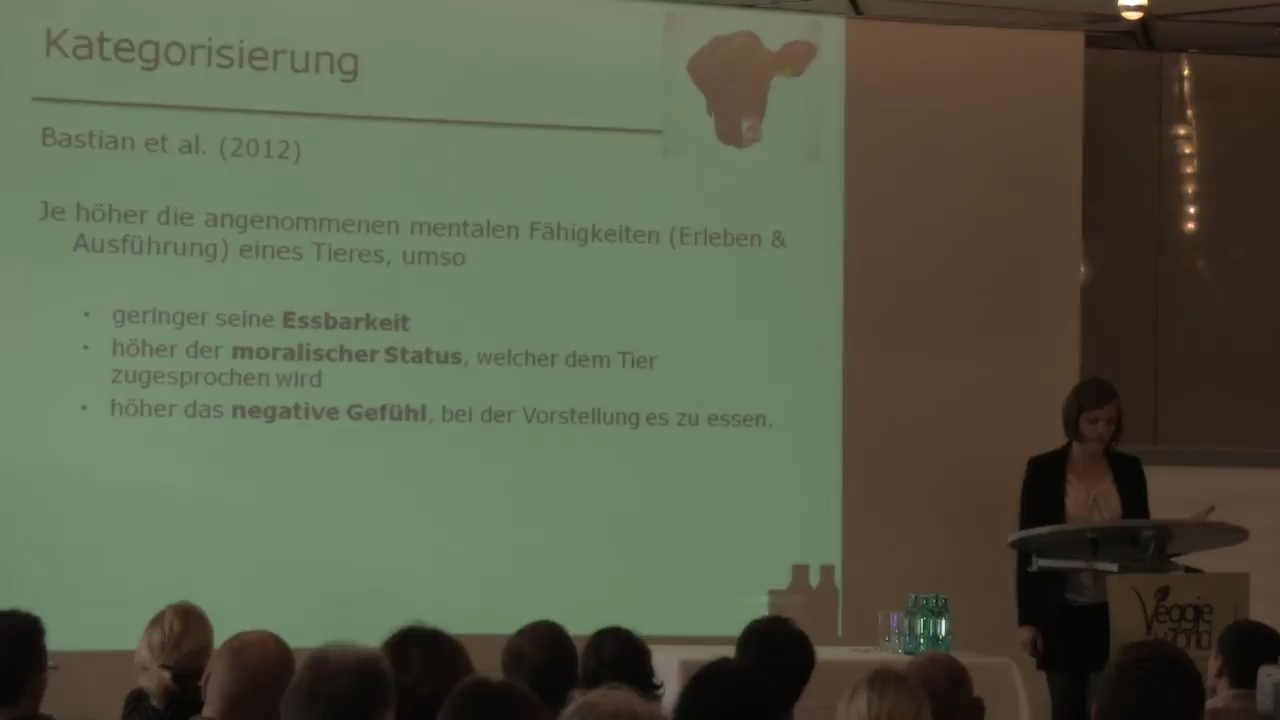 Kategorisierung
Bastian et al. (2012)
Je höher die angenommenen mentalen Fähigkeiten (Erleben &
Ausführung) eines Tieres, umso
• geringer seine Essbarkeit
• höher der moralischer Status, welcher dem Tier
zugesprochen wird
• höher das negative Gefühl, bei der Vorstellung es zu essen.
Veggie
World